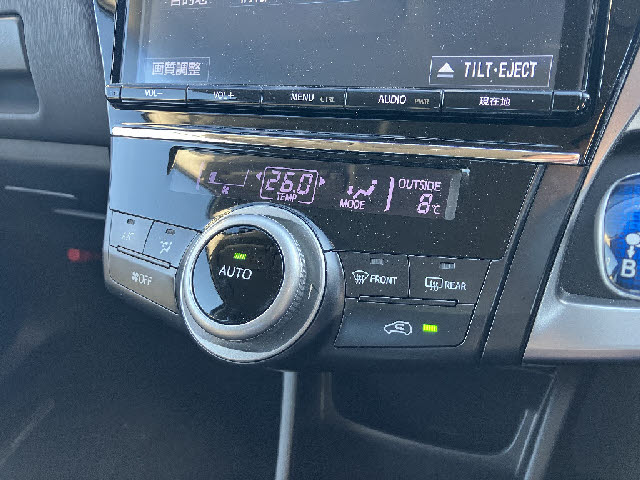 画質調整
TILT·EJECT
VOL−
VOL+
MENU
AUDIO
現在地
26.0
TEMP
MODE
OUTSIDE
8℃
A/C
OFF
AUTO
FRONT
REAR
B